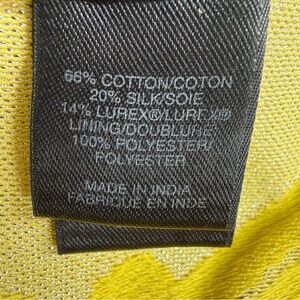 66% COTTON/COTON
20% SILK/SOIE
14% LUREX®/LUREX®
LINING/DOUBLURE
100% POLYESTER/
POLYESTER
MADE IN INDIA
FABRIQUE EN INDE